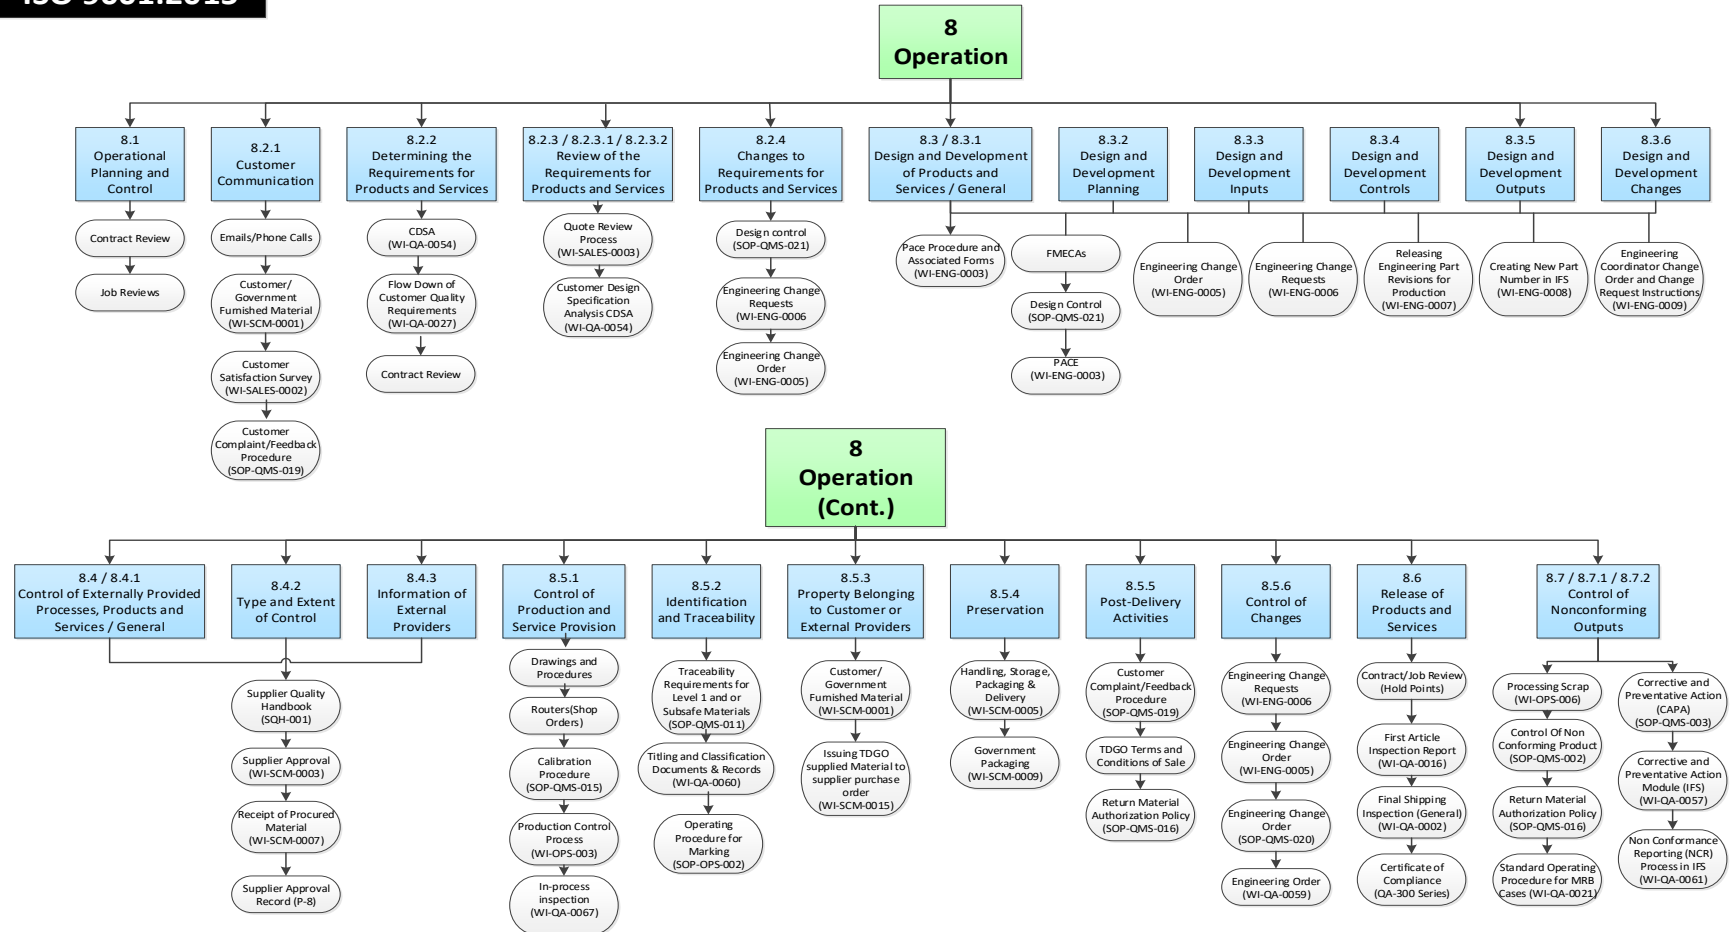 ISO 9001:2015
8
Operation
8.1
Operational
Planning and
Control
8.2.1
Customer
Communication
8.2.2
Determining the
Requirements for
Products and Services
8.2.3 / 8.2.3.1 / 8.2.3.2
Review of the
Requirements for
Products and Services
8.2.4
Changes to
Requirements for
Products and Services
8.3 / 8.3.1
Design and Development
of Products and
Services / General
8.3.2
Design and
Development
Planning
8.3.3
Design and
Development
Inputs
8.3.4
Design and
Development
Controls
8.3.5
Design and
Development
Outputs
8.3.6
Design and
Development
Changes
Contract Review
Job Reviews
Emails/Phone Calls
Customer/
Government
Furnished Material
(WI-SCM-0001)
Customer
Satisfaction Survey
(WI-SALES-0002)
Customer
Complaint/Feedback
Procedure
(SOP-QMS-019)
CDSA
(WI-QA-0054)
Flow Down of
Customer Quality
Requirements
(WI-QA-0027)
Contract Review
Quote Review
Process
(WI-SALES-0003)
Customer Design
Specification
Analysis CDSA
(WI-QA-0054)
Design control
(SOP-QMS-021)
Engineering Change
Requests
(WI-ENG-0006
Engineering Change
Order
(WI-ENG-0005)
Pace Procedure and
Associated Forms
(WI-ENG-0003)
FMECAs
Design Control
(SOP-QMS-021)
PACE
(WI-ENG-0003)
Engineering Change
Order
(WI-ENG-0005)
Engineering Change
Requests
(WI-ENG-0006
Releasing
Engineering Part
Revisions for
Production
(WI-ENG-0007)
Creating New Part
Number in IFS
(WI-ENG-0008)
Engineering
Coordinator Change
Order and Change
Request Instructions
(WI-ENG-0009)
8
Operation
(Cont.)
8.4 / 8.4.1
Control of Externally Provided
Processes, Products and
Services / General
8.4.2
Type and Extent
of Control
8.4.3
Information of
External
Providers
8.5.1
Control of
Production and
Service Provision
8.5.2
Identification
and Traceability
8.5.3
Property Belonging
to Customer or
External Providers
8.5.4
Preservation
8.5.5
Post-Delivery
Activities
8.5.6
Control of
Changes
8.6
Release of
Products and
Services
8.7 / 8.7.1 / 8.7.2
Control of
Nonconforming
Outputs
Supplier Quality
Handbook
(SQH-001)
Supplier Approval
(WI-SCM-0003)
Receipt of Procured
Material
(WI-SCM-0007)
Supplier Approval
Record (P-8)
Drawings and
Procedures
Routers(Shop
Orders)
Calibration
Procedure
(SOP-QMS-015)
Production Control
Process
(WI-OPS-003)
In-process
inspection
(WI-QA-0067)
Traceability
Requirements for
Level 1 and or
Subsafe Materials
(SOP-QMS-011)
Titling and Classification
Documents & Records
(WI-QA-0060)
Operating
Procedure for
Marking
(SOP-OPS-002)
Customer/
Government
Furnished Material
(WI-SCM-0001)
Issuing TDGO
supplied Material to
supplier purchase
order
(WI-SCM-0015)
Handling, Storage,
Packaging &
Delivery
(WI-SCM-0005)
Government
Packaging
(WI-SCM-0009)
Customer
Complaint/Feedback
Procedure
(SOP-QMS-019)
TDGO Terms and
Conditions of Sale
Return Material
Authorization Policy
(SOP-QMS-016)
Engineering Change
Requests
(WI-ENG-0006
Engineering Change
Order
(WI-ENG-0005)
Engineering Change
Order
(SOP-QMS-020)
Engineering Order
(WI-QA-0059)
Contract/Job Review
(Hold Points)
First Article
Inspection Report
(WI-QA-0016)
Final Shipping
Inspection (General)
(WI-QA-0002)
Certificate of
Compliance
(QA-300 Series)
Processing Scrap
(WI-OPS-006)
Control Of Non
Conforming Product
(SOP-QMS-002)
Return Material
Authorization Policy
(SOP-QMS-016)
Standard Operating
Procedure for MRB
Cases (WI-QA-0021)
Corrective and
Preventative Action
(CAPA)
(SOP-QMS-003)
Corrective and
Preventative Action
Module (IFS)
(WI-QA-0057)
Non Conformance
Reporting (NCR)
Process in IFS
(WI-QA-0061)